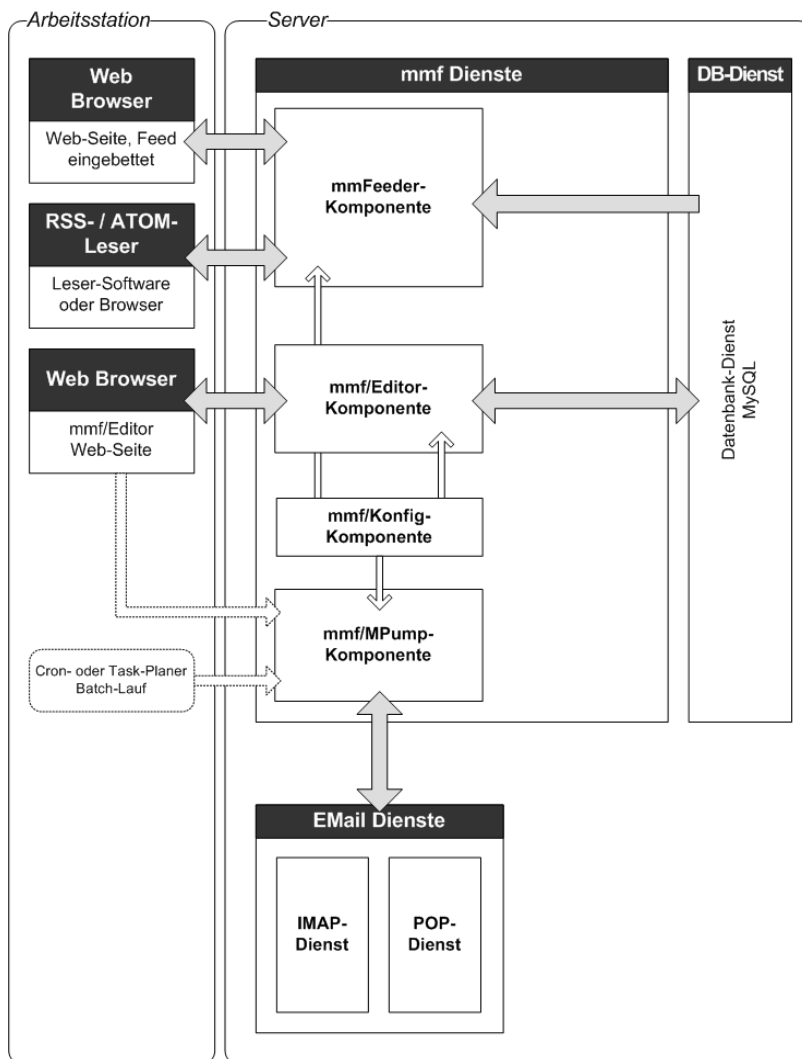 Arbeitsstation
Server
Web
Browser
Web-Seite, Feed
eingebettet
RSS- / ATOM-
Leser
Leser-Software
oder Browser
Web Browser
mmf/Editor
Web-Seite
Cron- oder Task-Planer
Batch-Lauf
mmf Dienste
mmFeeder-
Komponente
mmf/Editor-
Komponente
mmf/Konfig-
Komponente
mmf/MPump-
Komponente
DB-Dienst
Datenbank-Dienst
MySQL
EMail Dienste
IMAP-
Dienst
POP-
Dienst